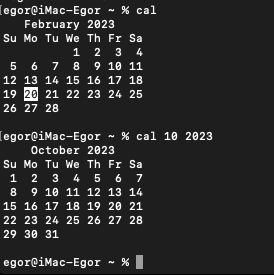 [egor@iMac-Egor ~ % cal
February 2023
Su Mo Tu We Th Fr Sa
1 2 3 4
5 6 7 8 9 10 11
12 13 14 15 16 17 18
19 20 21 22 23 24 25
26 27 28
[egor@iMac-Egor ~ % cal 10 2023
October 2023
Su Mo Tu We Th Fr Sa
1 2 3 4 5 6 7
8 9 10 11 12 13 14
15 16 17 18 19 20 21
22 23 24 25 26 27 28
29 30 31
egor@iMac-Egor ~ %